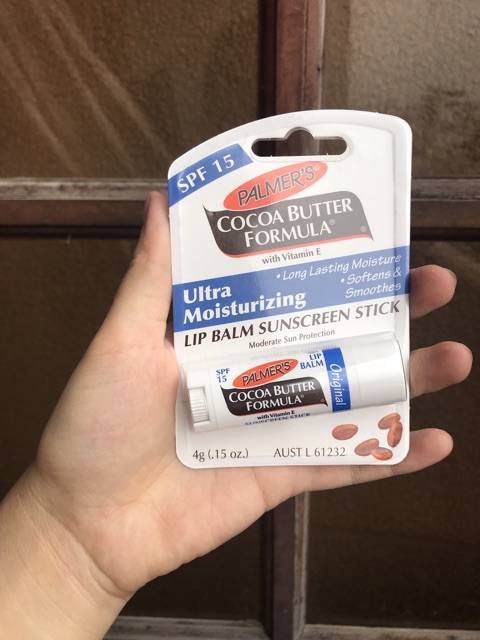 SPF 15
PALMER'S®
COCOA BUTTER
FORMULA®
with Vitamin E
Ultra
Moisturizing
• Long Lasting Moisture
• Softens &
Smoothes
LIP BALM SUNSCREEN STICK
Moderate Sun Protection
SPF
15
PALMER'S
LIP
BALM
COCOA BUTTER
FORMULA®
with Vitamin E
SUNSCREEN STICK
Original
4g (.15 oz.)
AUST L 61232